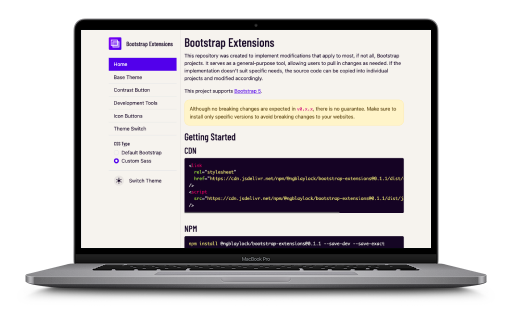 Bootstrap Extensions
Home
Base Theme
Contrast Button
Development Tools
Icon Buttons
Theme Switch
CSS Type
Default Bootstrap
Custom Sass
Switch Theme
Bootstrap Extensions
This repository was created to implement modifications that apply to most, if not all, Bootstrap
projects. It serves as a general-purpose tool, allowing users to pull in changes as needed. If the
implementation doesn't suit specific needs, the source code can be copied into individual
projects and modified accordingly.
This project supports Bootstrap 5.
Although no breaking changes are expected in v0.x.x, there is no guarantee. Make sure to
install only specific versions to avoid breaking changes to your websites.
Getting Started
CDN
<link
rel="stylesheet"
href="https://cdn.jsdelivr.net/npm/@ngblaylock/bootstrap-extensions@0.1.1/dist/
/>
<script
src="https://cdn.jsdelivr.net/npm/@ngblaylock/bootstrap-extensions@0.1.1/dist/j
/>
NPM
npm install @ngblaylock/bootstrap-extensions@0.1.1 --save-dev --save-exact
MacBook Pro